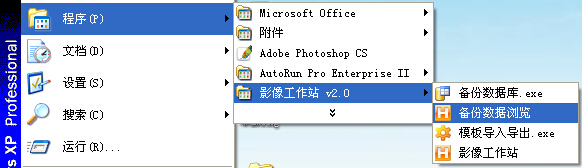 s XP Professional
程序(P)
文档(D)
设置(S)
搜索(C)
运行(R)...
Microsoft Office
附件
Adobe Photoshop CS
AutoRun Pro Enterprise II
影像工作站 v2.0
备份数据库.exe
备份数据浏览
模板导入导出.exe
影像工作站